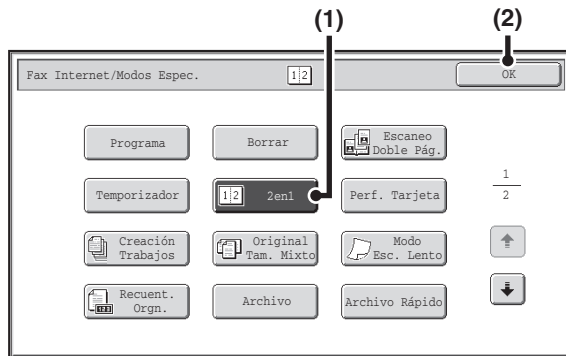 (1)
(2)
Fax Internet/Modos Espec.
1 2
OK
Programa
Borrar
Escaneo
Doble Pág.
Temporizador
1 2
2en1
Perf. Tarjeta
1
2
Creación
Trabajos
Original
Tam. Mixto
Modo
Esc. Lento
Recuent.
Orgn.
123
Archivo
Archivo Rápido